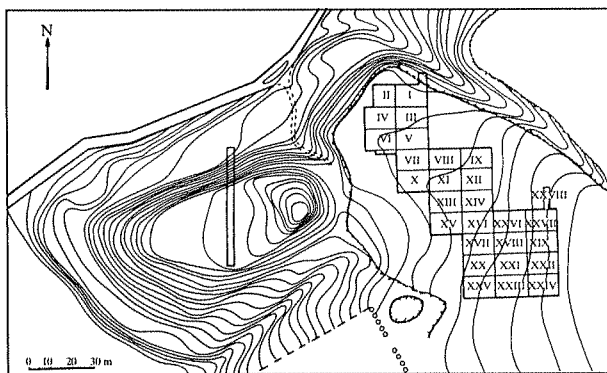 N
II I
IV III
VI V
VII VIII IX
X XI XII
XIII XIV
XXVIII
XV XVI XXVI XXVII
XVII XVIII XIX
XX XXI XXII
XXV XXIII XXIV
0 10 20 30 m